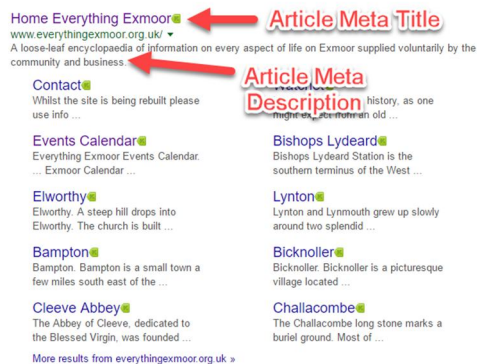 Home Everything Exmoor
Article Meta Title
www.everythingexmoor.org.uk/
A loose-leaf encyclopaedia of information on every aspect of life on Exmoor supplied voluntarily by the
community and business.
Article Meta
Description
Contact
Whilst the site is being rebuilt please
use info ...
history, as one
might expect from an old ...
Events Calendar
Everything Exmoor Events Calendar.
... Exmoor Calendar ...
Bishops Lydeard
Bishops Lydeard Station is the
southern terminus of the West ...
Elworthy
Elworthy. A steep hill drops into
Elworthy. The church is built ...
Lynton
Lynton and Lynmouth grew up slowly
around two splendid ...
Bampton
Bampton. Bampton is a small town a
few miles south east of the ...
Bicknoller
Bicknoller. Bicknoller is a picturesque
village located ...
Cleeve Abbey
The Abbey of Cleeve, dedicated to
the Blessed Virgin, was founded ...
Challacombe
The Challacombe long stone marks a
buriel ground. Most of ...
More results from everythingexmoor.org.uk »